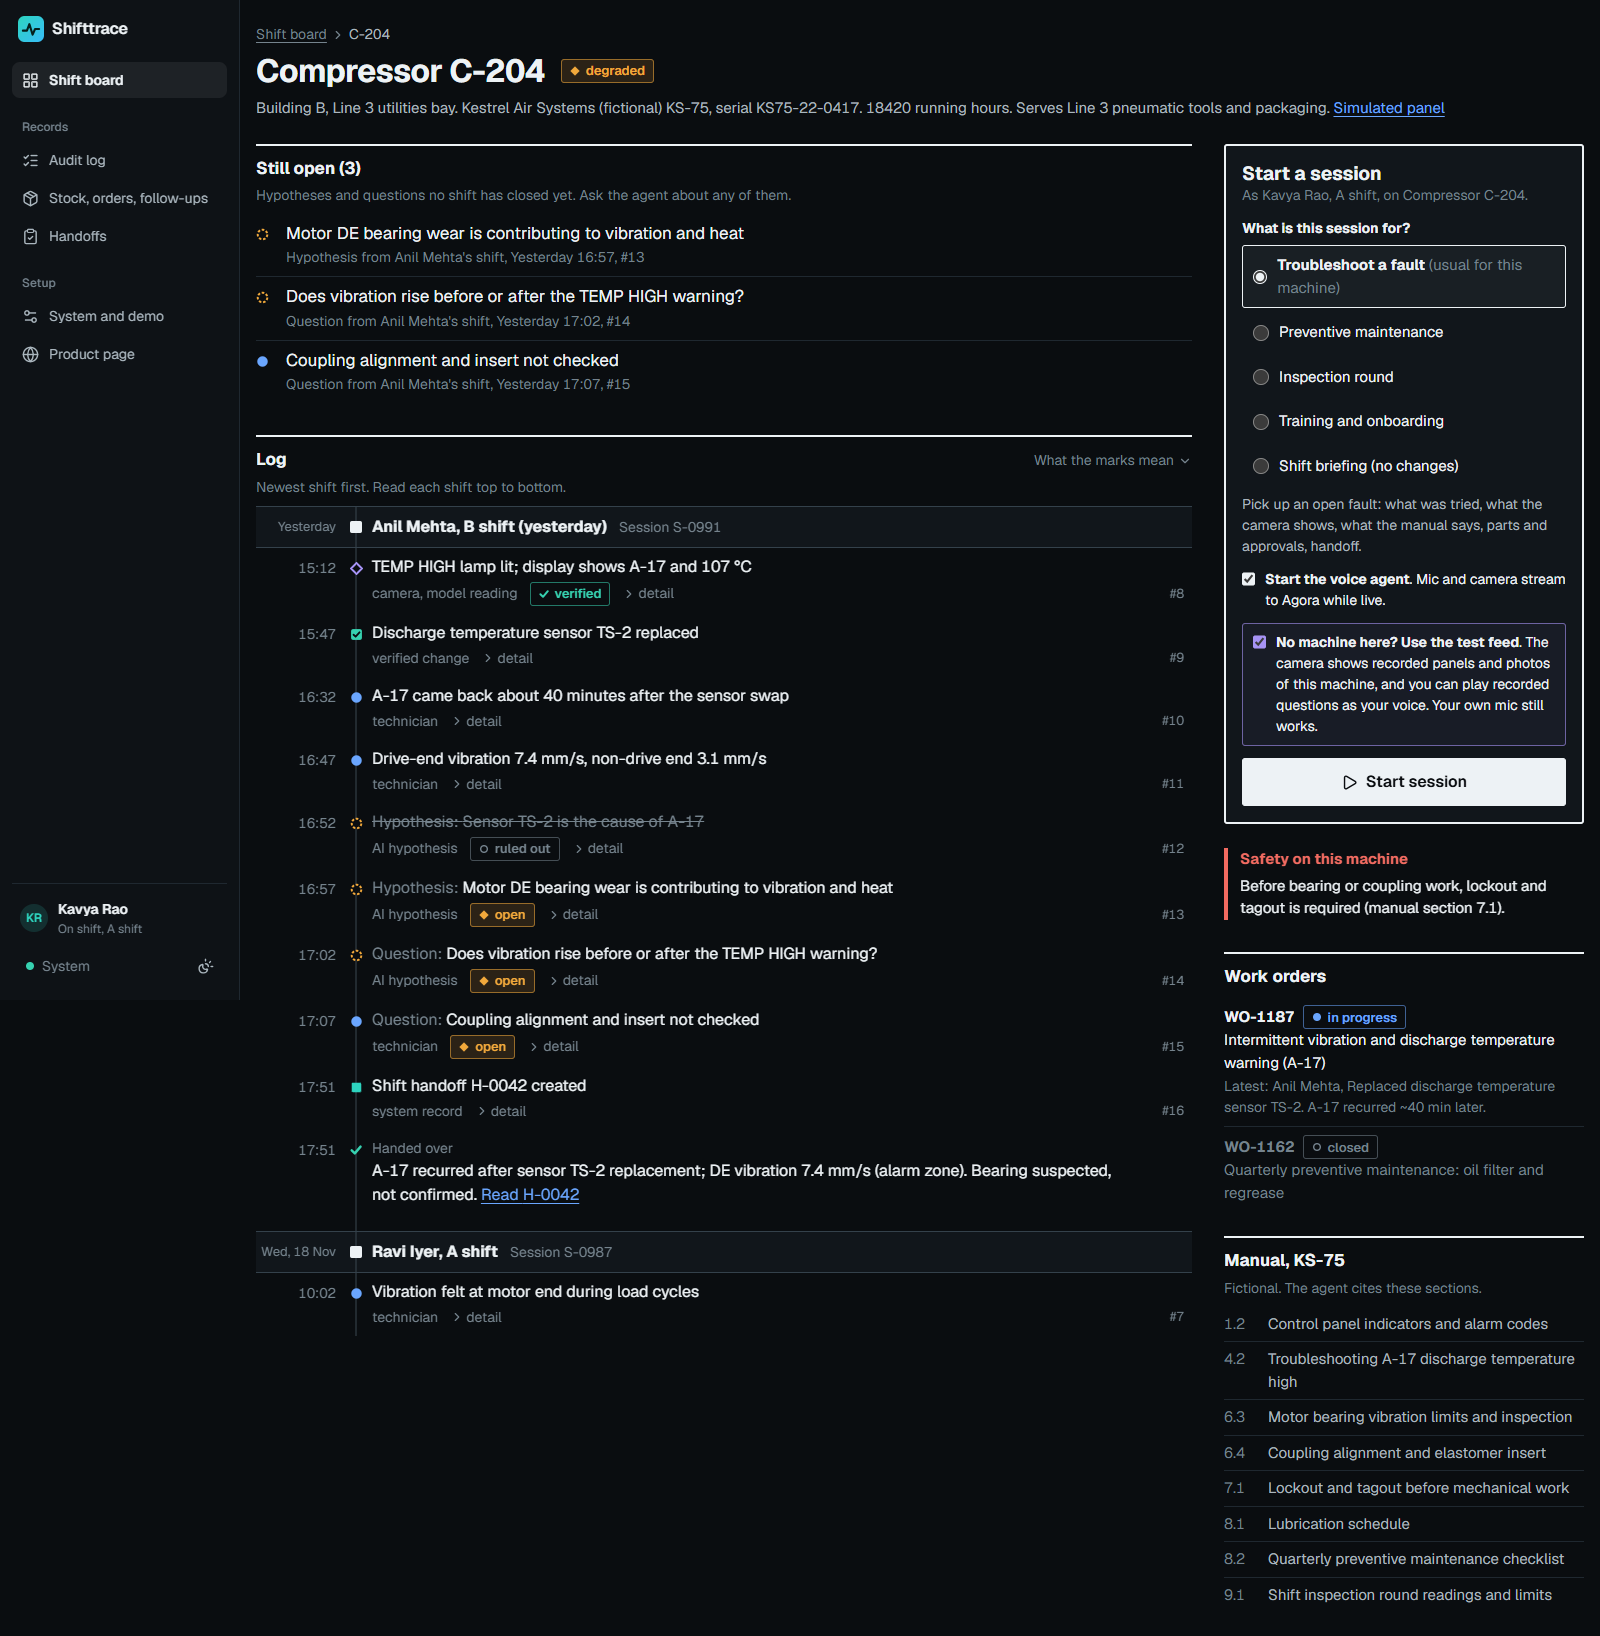 Shifttrace
Shift board
Records
Audit log
Stock, orders, follow-ups
Handoffs
Setup
System and demo
Product page
KR
Kavya Rao
On shift, A shift
System
Shift board > C-204
Compressor C-204
degraded
Building B, Line 3 utilities bay. Kestrel Air Systems (fictional) KS-75, serial KS75-22-0417. 18420 running hours. Serves Line 3 pneumatic tools and packaging. Simulated panel
Still open (3)
Hypotheses and questions no shift has closed yet. Ask the agent about any of them.
Motor DE bearing wear is contributing to vibration and heat
Hypothesis from Anil Mehta's shift, Yesterday 16:57, #13
Does vibration rise before or after the TEMP HIGH warning?
Question from Anil Mehta's shift, Yesterday 17:02, #14
Coupling alignment and insert not checked
Question from Anil Mehta's shift, Yesterday 17:07, #15
Log
What the marks mean
Newest shift first. Read each shift top to bottom.
Yesterday Anil Mehta, B shift (yesterday) Session S-0991
15:12 TEMP HIGH lamp lit; display shows A-17 and 107 °C
camera, model reading verified > detail #8
15:47 Discharge temperature sensor TS-2 replaced
verified change > detail #9
16:32 A-17 came back about 40 minutes after the sensor swap
technician > detail #10
16:47 Drive-end vibration 7.4 mm/s, non-drive end 3.1 mm/s
technician > detail #11
16:52 Hypothesis: Sensor TS-2 is the cause of A-17
AI hypothesis ruled out > detail #12
16:57 Hypothesis: Motor DE bearing wear is contributing to vibration and heat
AI hypothesis open > detail #13
17:02 Question: Does vibration rise before or after the TEMP HIGH warning?
AI hypothesis open > detail #14
17:07 Question: Coupling alignment and insert not checked
technician open > detail #15
17:51 Shift handoff H-0042 created
system record > detail #16
17:51 Handed over
A-17 recurred after sensor TS-2 replacement; DE vibration 7.4 mm/s (alarm zone). Bearing suspected,
not confirmed. Read H-0042
Wed, 18 Nov Ravi Iyer, A shift Session S-0987
10:02 Vibration felt at motor end during load cycles
technician > detail #7
Start a session
As Kavya Rao, A shift, on Compressor C-204.
What is this session for?
Troubleshoot a fault (usual for this
machine)
Preventive maintenance
Inspection round
Training and onboarding
Shift briefing (no changes)
Pick up an open fault: what was tried, what the
camera shows, what the manual says, parts and
approvals, handoff.
Start the voice agent. Mic and camera stream
to Agora while live.
No machine here? Use the test feed. The
camera shows recorded panels and photos
of this machine, and you can play recorded
questions as your voice. Your own mic still
works.
Start session
Safety on this machine
Before bearing or coupling work, lockout and
tagout is required (manual section 7.1).
Work orders
WO-1187 in progress
Intermittent vibration and discharge temperature
warning (A-17)
Latest: Anil Mehta, Replaced discharge temperature
sensor TS-2. A-17 recurred ~40 min later.
WO-1162 closed
Quarterly preventive maintenance: oil filter and
regrease
Manual, KS-75
Fictional. The agent cites these sections.
1.2 Control panel indicators and alarm codes
4.2 Troubleshooting A-17 discharge temperature
high
6.3 Motor bearing vibration limits and inspection
6.4 Coupling alignment and elastomer insert
7.1 Lockout and tagout before mechanical work
8.1 Lubrication schedule
8.2 Quarterly preventive maintenance checklist
9.1 Shift inspection round readings and limits